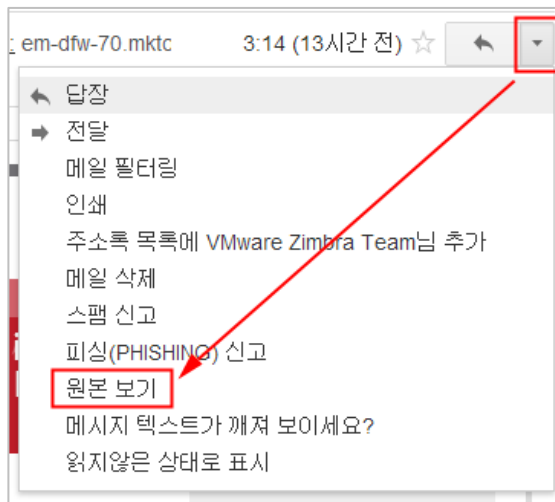 : em-dfw-70.mktc 3:14 (13시간 전)
답장
전달
메일 필터링
인쇄
주소록 목록에 VMware Zimbra Team님 추가
메일 삭제
스팸 신고
피싱(PHISHING) 신고
원본 보기
메시지 텍스트가 깨져 보이세요?
읽지않은 상태로 표시